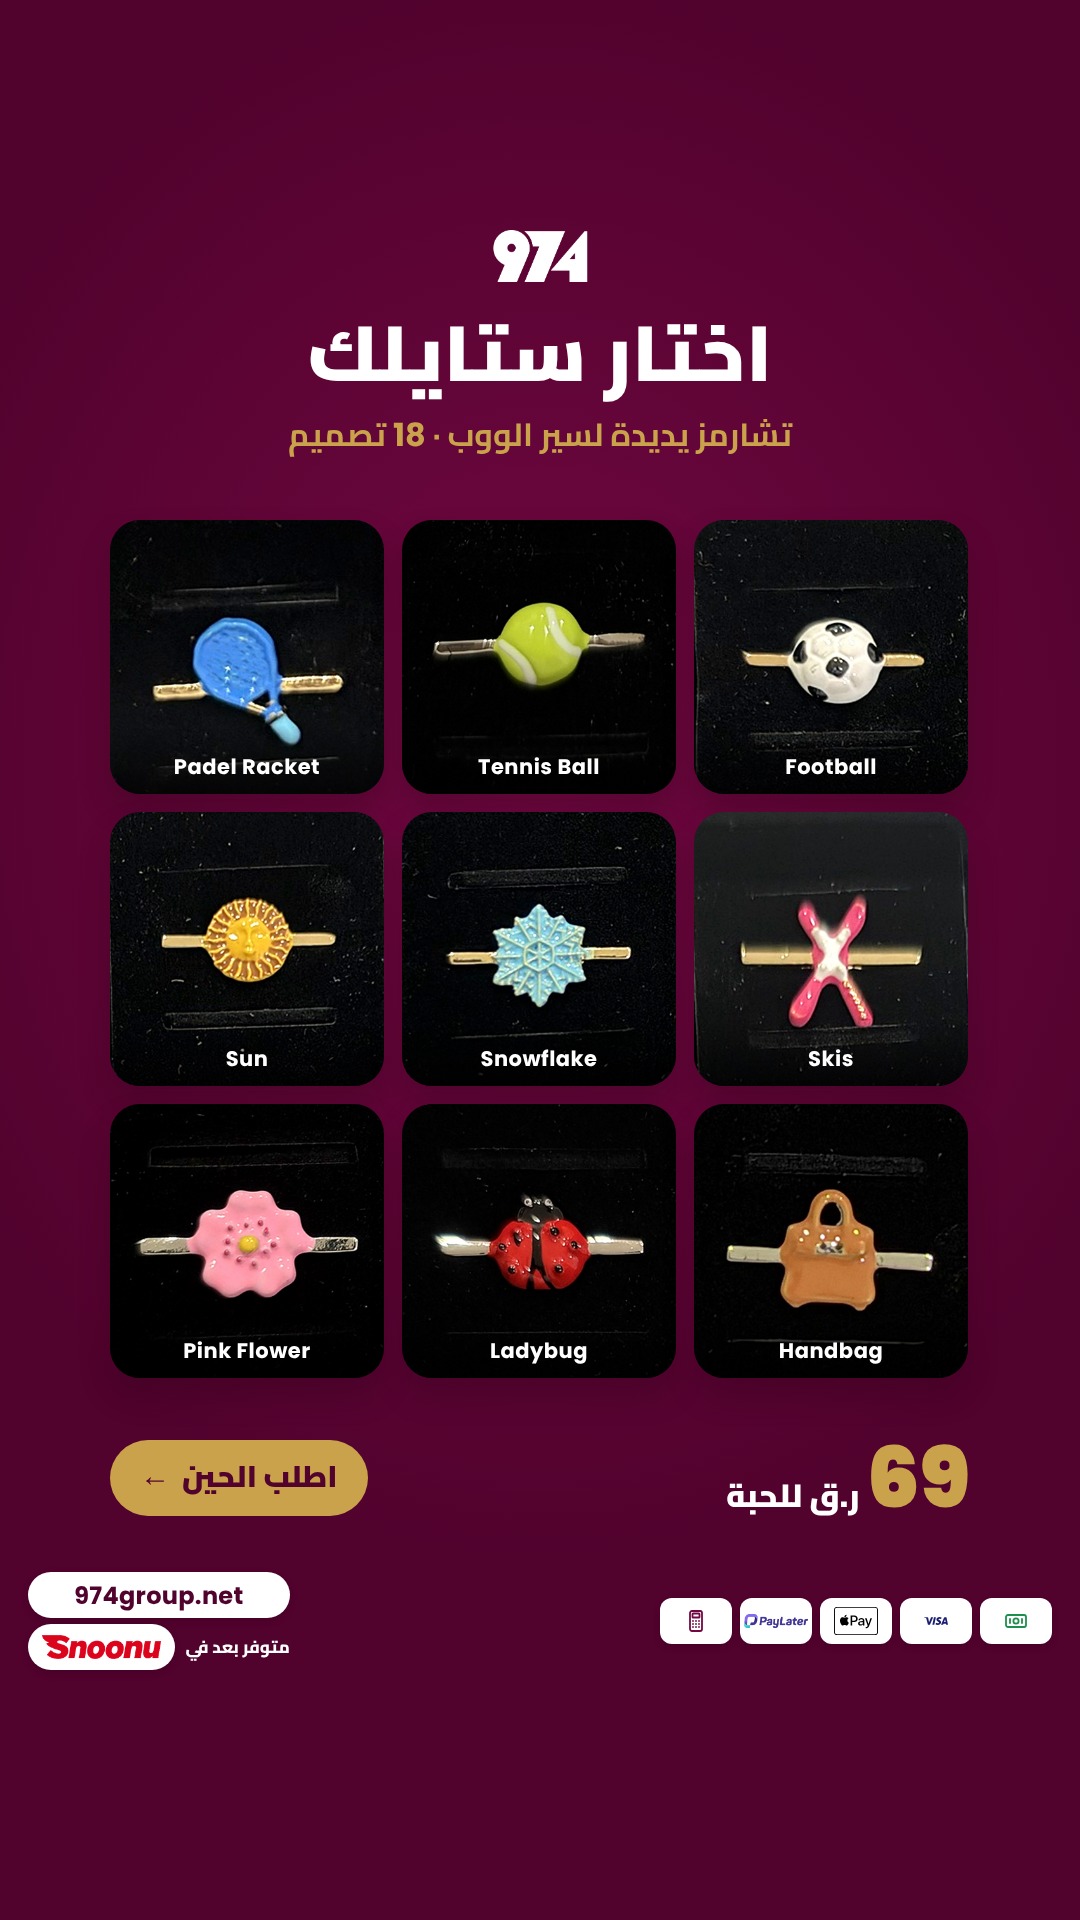 974
اختار ستايلك
تشارمز يديدة لسير الووب · 18 تصميم
Padel Racket
Tennis Ball
Football
Sun
Snowflake
Skis
Pink Flower
Ladybug
Handbag
69 ر.ق للحبة
اطلب الحين ←
974group.net
متوفر بعد في Snoonu
PayLater
Pay
VISA